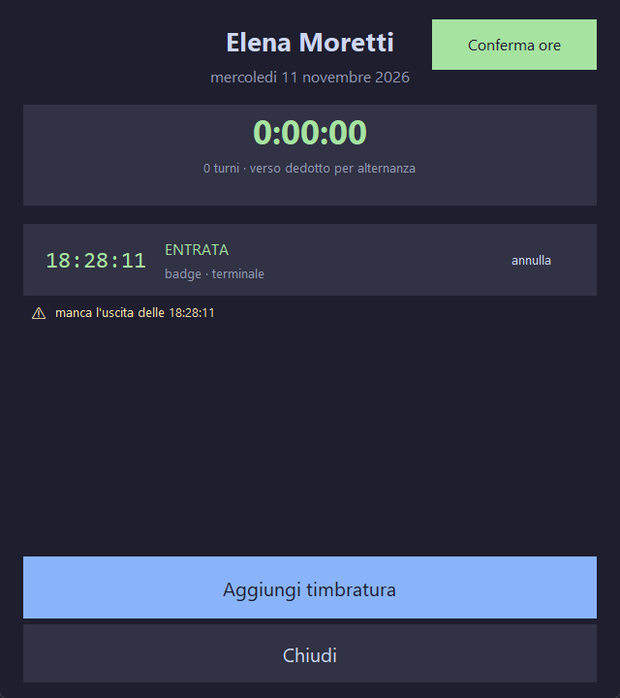 Elena Moretti
Conferma ore
mercoledì 11 novembre 2026
0:00:00
0 turni · verso dedotto per alternanza
18:28:11
ENTRATA
badge · terminale
annulla
⚠ manca l'uscita delle 18:28:11
Aggiungi timbratura
Chiudi